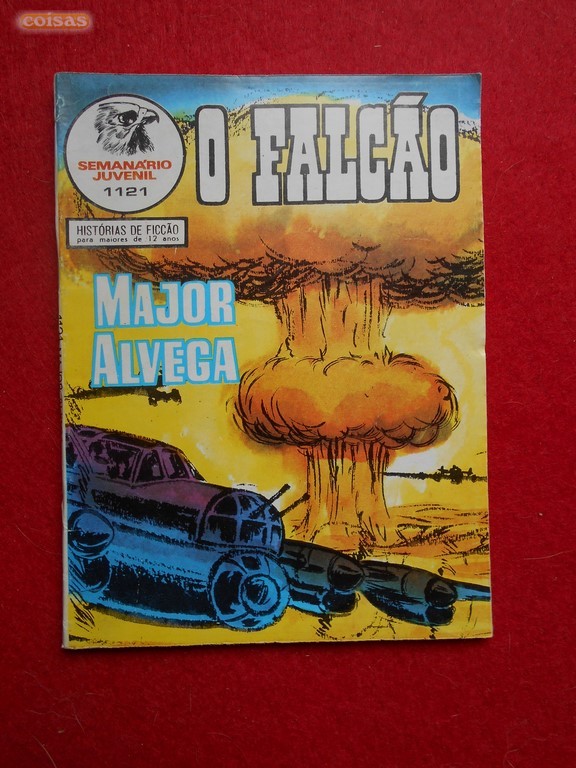 coisas
O FALCÃO
SEMANÁRIO
JUVENIL
1121
HISTÓRIAS DE FICÇÃO
para maiores de 12 anos
MAJOR
ALVEGA